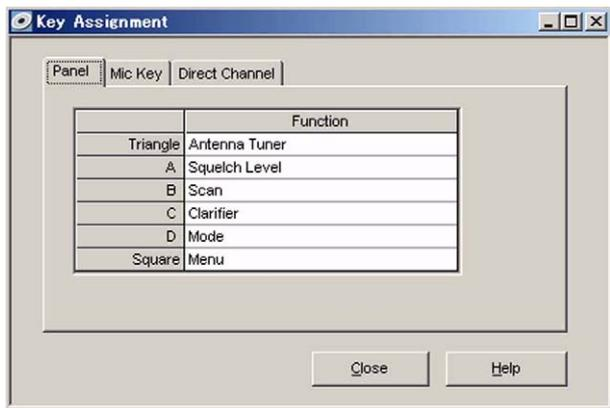 Key Assignment
Panel Mic Key Direct Channel
Function
Triangle Antenna Tuner
A Squelch Level
B Scan
C Clarifier
D Mode
Square Menu
Close Help